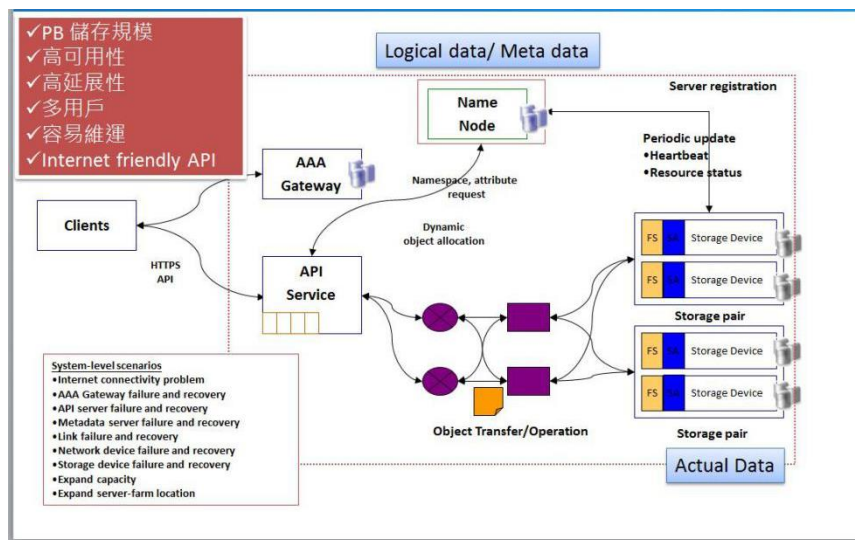 ✓PB 儲存規模
✓高可用性
✓高延展性
✓多用戶
✓容易維運
✓Internet friendly API
Logical data/ Meta data
Server registration
Name
Node
Periodic update
•Heartbeat
•Resource status
AAA
Gateway
Namespace, attribute
request
Clients
Dynamic
object allocation
HTTPS
API
API
Service
FS
Storage Device
FS
Storage Device
Storage pair
FS
Storage Device
FS
Storage Device
Storage pair
Object Transfer/Operation
Actual Data
System-level scenarios
•Internet connectivity problem
•AAA Gateway failure and recovery
•API server failure and recovery
•Metadata server failure and recovery
•Link failure and recovery
•Network device failure and recovery
•Storage device failure and recovery
•Expand capacity
•Expand server-farm location